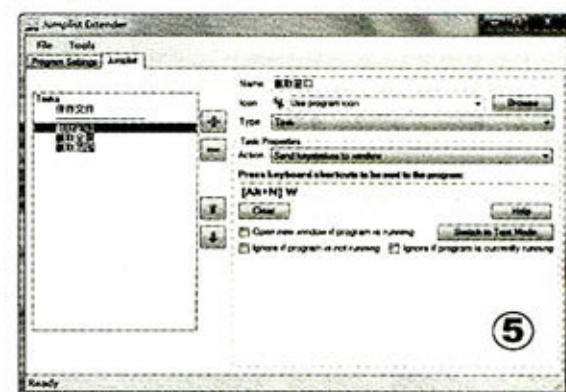 Jumplist Extender
File Tools
Program Settings Jumplist
Name
Tasks
保存文件
Icon Use program icon Browse
Type Task
Task Properties
Action Send keystrokes to window
Press keyboard shortcuts to be sent to the program:
[Alt+N] W
Clear Help
Open new window if program is running Switch to Text Mode
Ignore if program is not running Ignore if program is currently running
⑤
Ready